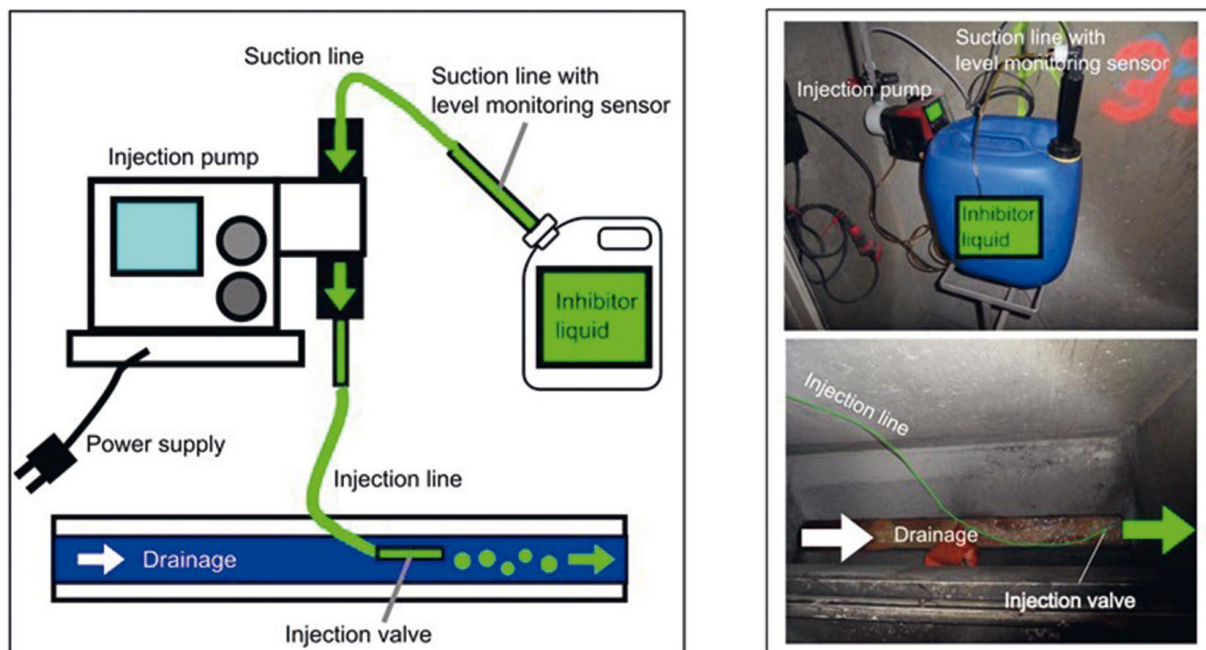 Suction line
Suction line with
level monitoring sensor
Injection pump
Inhibitor
liquid
Power supply
Injection line
Drainage
Injection valve
Suction line with
level monitoring sensor
Injection pump
Inhibitor
liquid
Injection line
Drainage
Injection valve